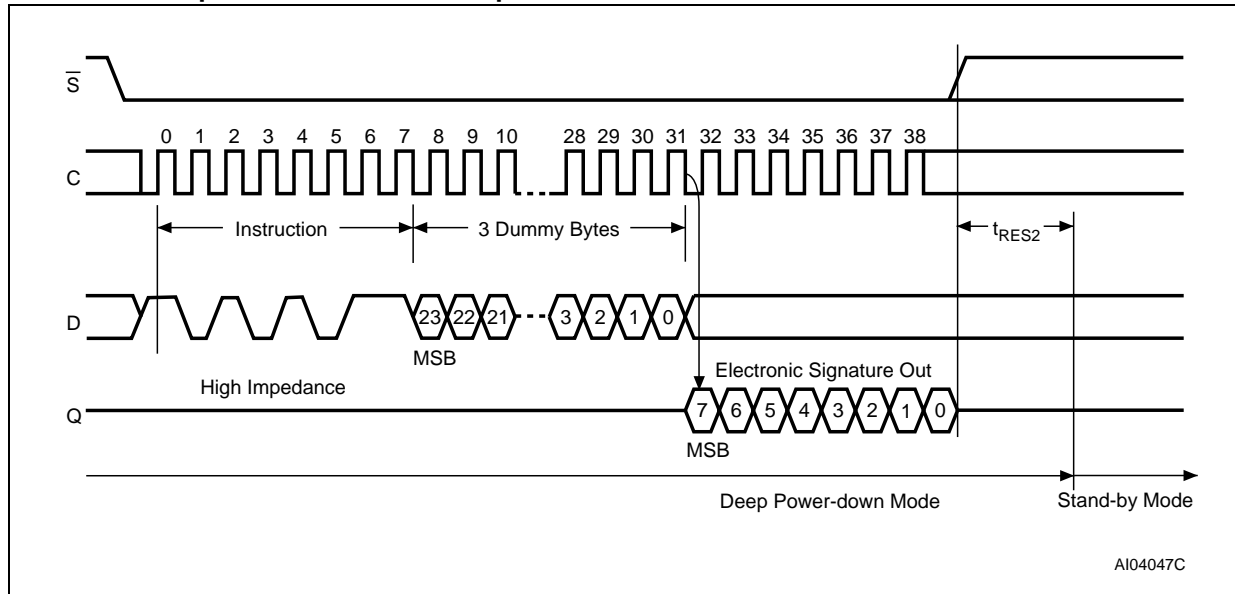 S
0 1 2 3 4 5 6 7 8 9 10 28 29 30 31 32 33 34 35 36 37 38
C
Instruction 3 Dummy Bytes tRES2
D 23 22 21 3 2 1 0
MSB
High Impedance Electronic Signature Out
Q 7 6 5 4 3 2 1 0
MSB
Deep Power-down Mode Stand-by Mode
AI04047C